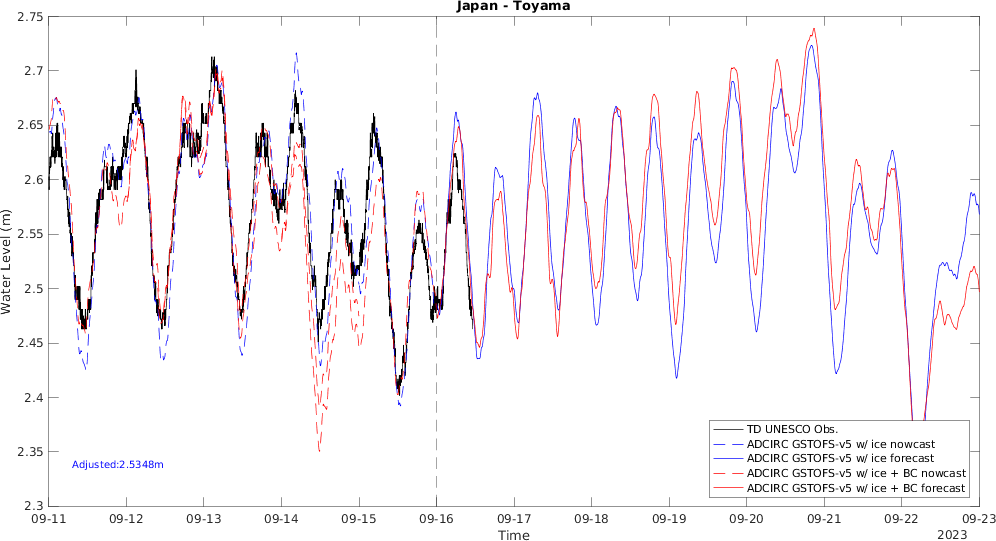 Japan - Toyama
2.75
2.7
2.65
2.6
2.55
2.5
2.45
2.4
2.35
2.3
Water Level (m)
Adjusted:2.5348m
TD UNESCO Obs.
ADCIRC GSTOFS-v5 w/ ice nowcast
ADCIRC GSTOFS-v5 w/ ice forecast
ADCIRC GSTOFS-v5 w/ ice + BC nowcast
ADCIRC GSTOFS-v5 w/ ice + BC forecast
09-11 09-12 09-13 09-14 09-15 09-16 09-17 09-18 09-19 09-20 09-21 09-22 09-23
Time
2023